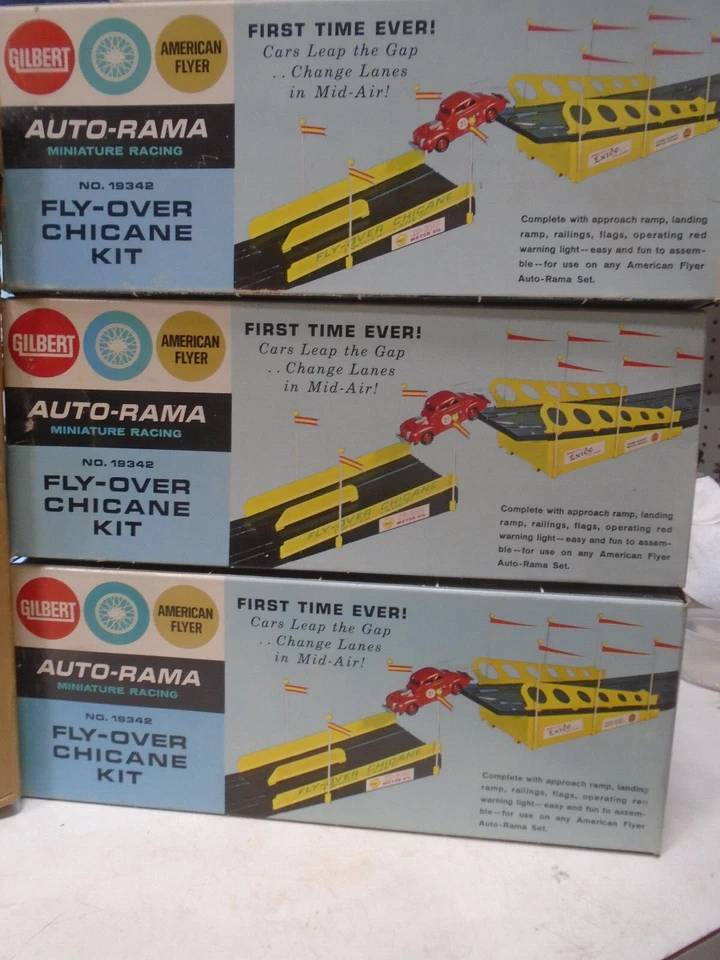 GILBERT
AMERICAN
FLYER
AUTO-RAMA
MINIATURE RACING
NO. 19342
FLY-OVER
CHICANE
KIT
FIRST TIME EVER!
Cars Leap the Gap
. . Change Lanes
in Mid-Air!
FLY-OVER CHICANE
MOTOR OIL
Exide
Complete with approach ramp, landing
ramp, railings, flags, operating red
warning light--easy and fun to assem-
ble--for use on any American Flyer
Auto-Rama Set.
GILBERT
AMERICAN
FLYER
AUTO-RAMA
MINIATURE RACING
NO. 19342
FLY-OVER
CHICANE
KIT
FIRST TIME EVER!
Cars Leap the Gap
. . Change Lanes
in Mid-Air!
FLY-OVER CHICANE
MOTOR OIL
Exide
Complete with approach ramp, landing
ramp, railings, flags, operating red
warning light--easy and fun to assem-
ble--for use on any American Flyer
Auto-Rama Set.
GILBERT
AMERICAN
FLYER
AUTO-RAMA
MINIATURE RACING
NO. 19342
FLY-OVER
CHICANE
KIT
FIRST TIME EVER!
Cars Leap the Gap
. . Change Lanes
in Mid-Air!
FLY-OVER CHICANE
MOTOR OIL
Exide
Complete with approach ramp, landing
ramp, railings, flags, operating red
warning light--easy and fun to assem-
ble--for use on any American Flyer
Auto-Rama Set.